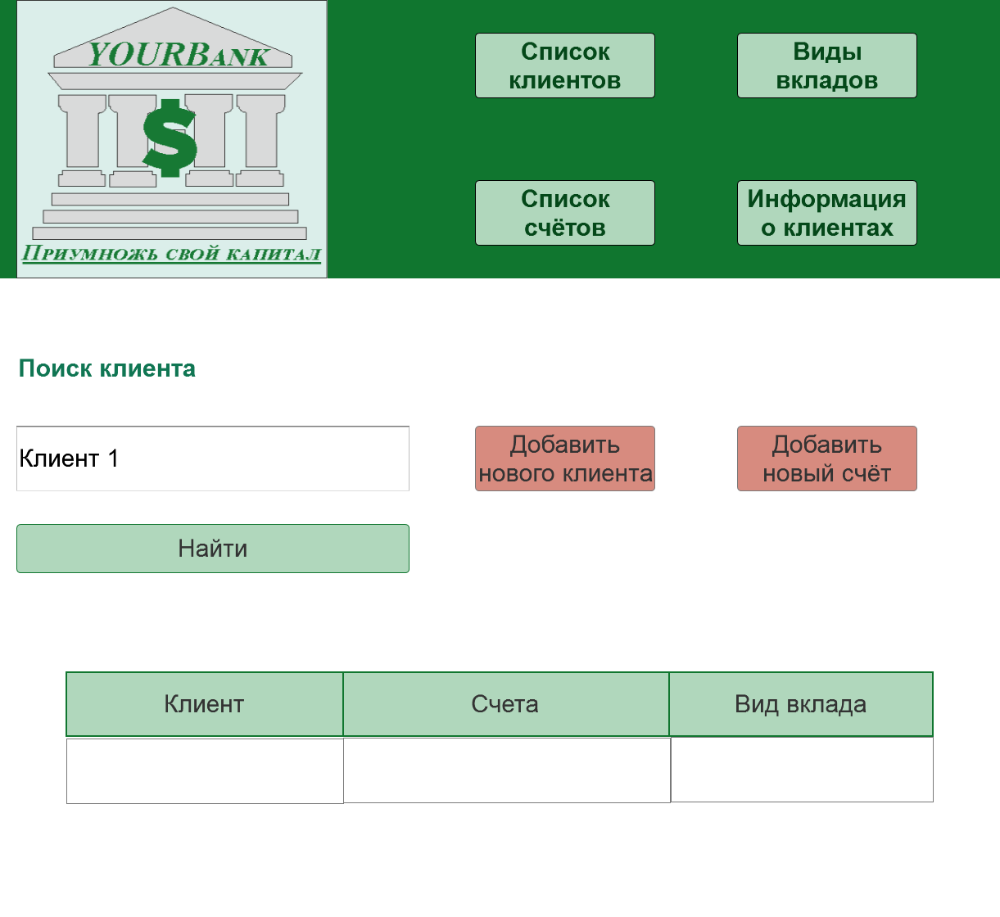 YOURBANK
Приумножь свой капитал
Список
клиентов
Виды
вкладов
Список
счётов
Информация
о клиентах
Поиск клиента
Клиент 1
Добавить
нового клиента
Добавить
новый счёт
Найти
Клиент
Счета
Вид вклада